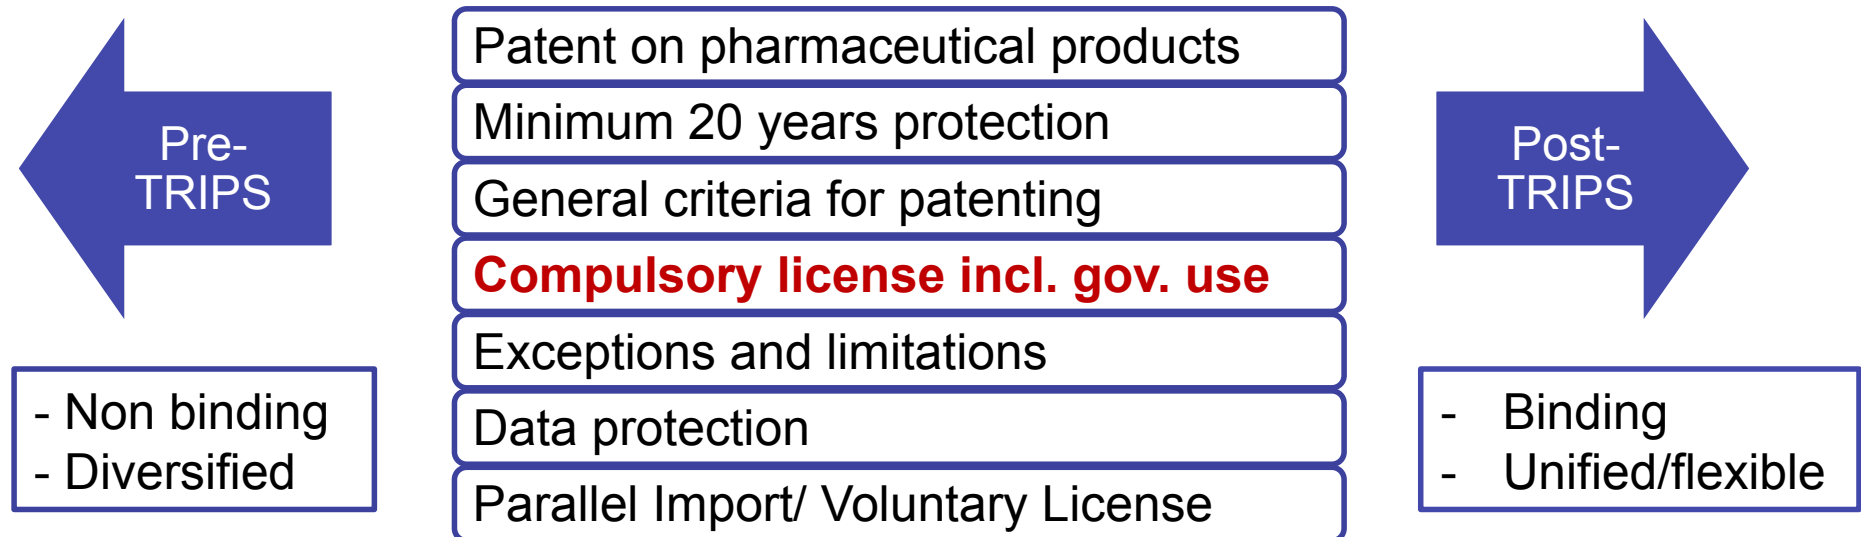 Pre-
TRIPS
- Non binding
- Diversified
Patent on pharmaceutical products
Minimum 20 years protection
General criteria for patenting
Compulsory license incl. gov. use
Exceptions and limitations
Data protection
Parallel Import/ Voluntary License
Post-
TRIPS
- Binding
- Unified/flexible